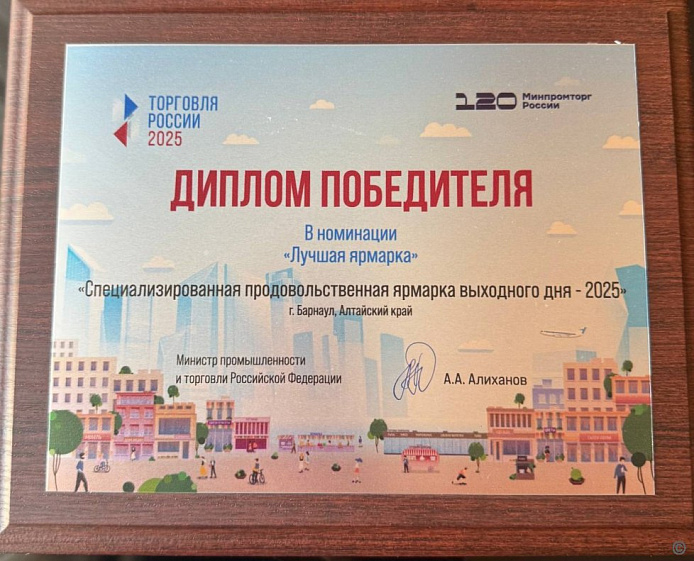 ТОРГОВЛЯ
РОССИИ
2025
120 Минпромторг
России
ДИПЛОМ ПОБЕДИТЕЛЯ
В номинации
«Лучшая ярмарка»
«Специализированная продовольственная ярмарка выходного дня - 2025»
г. Барнаул, Алтайский край
Министр промышленности
и торговли Российской Федерации
А.А. Алиханов
©